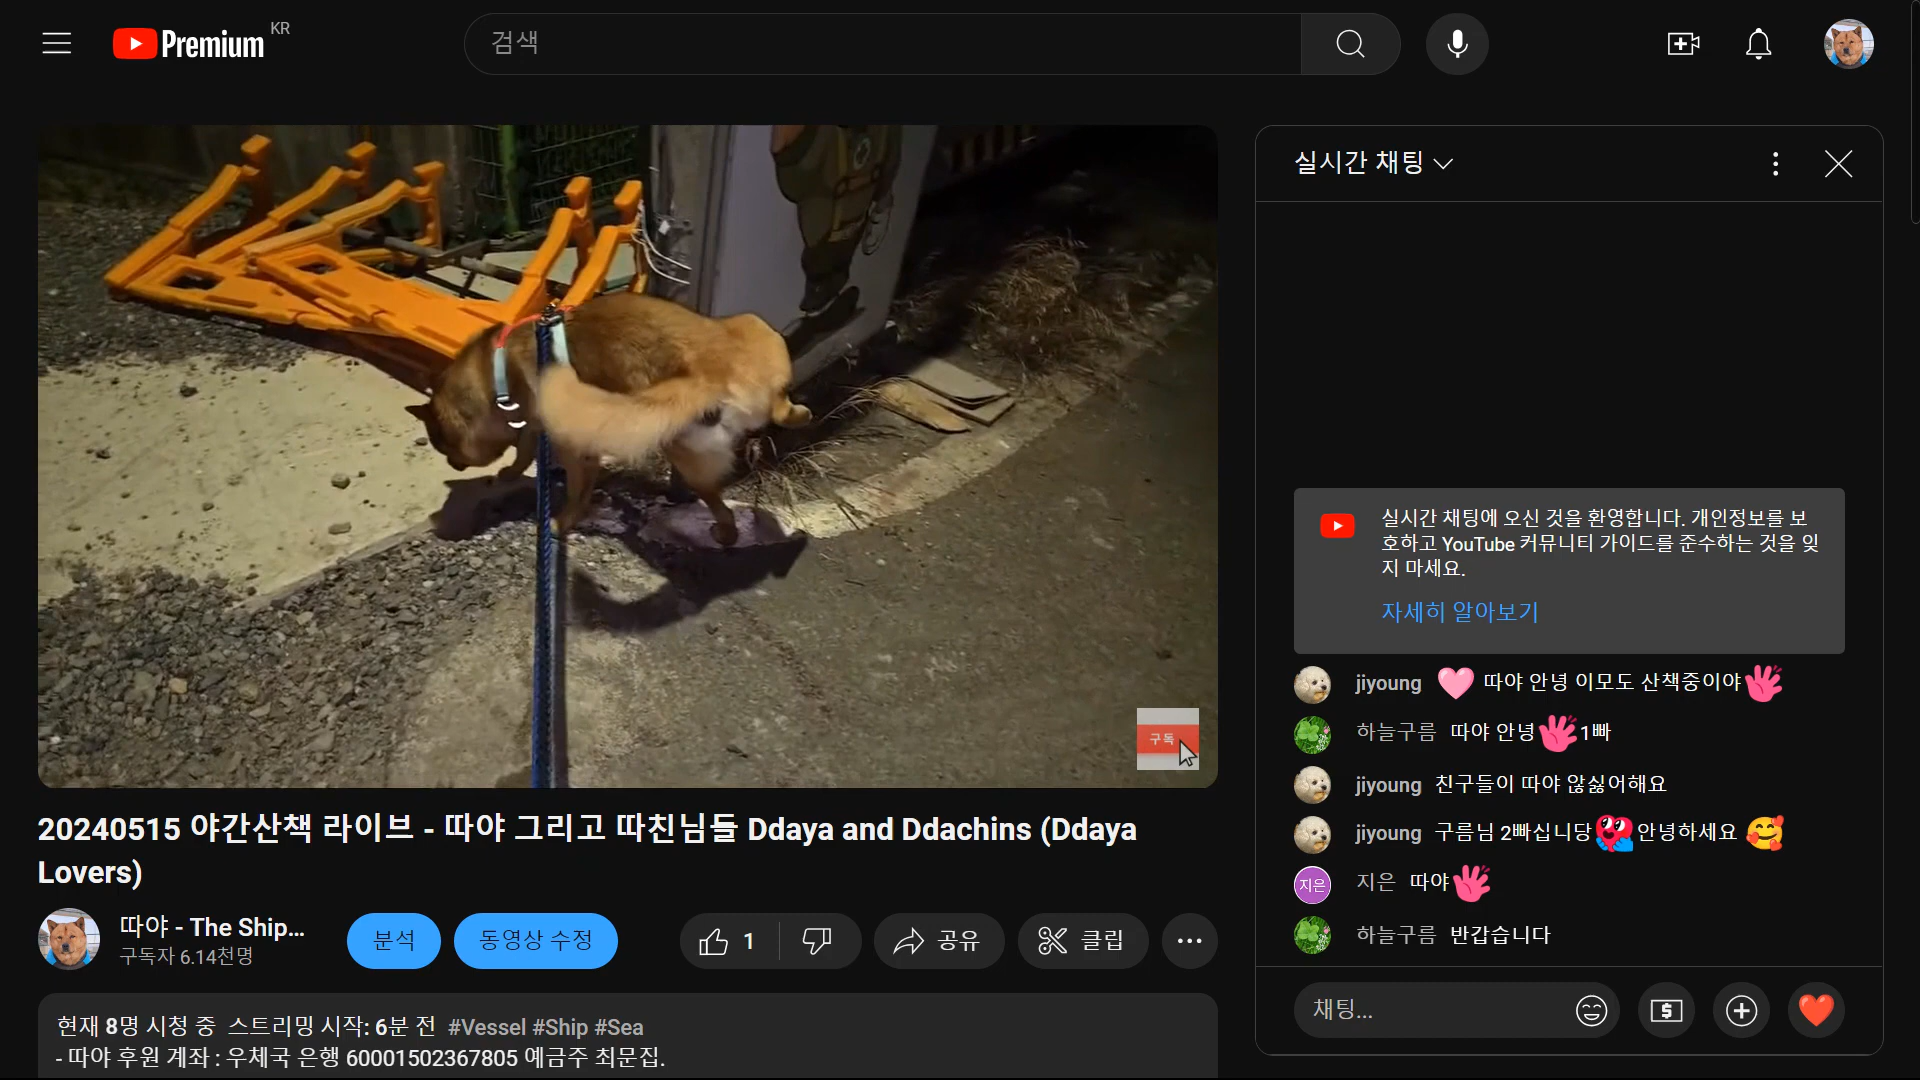 Premium KR
검색
실시간 채팅
실시간 채팅에 오신 것을 환영합니다. 개인정보를 보
호하고 YouTube 커뮤니티 가이드를 준수하는 것을 잊
지 마세요.
자세히 알아보기
jiyoung 따야 안녕 이모도 산책중이야
하늘구름 따야 안녕 1빠
jiyoung 친구들이 따야 않싫어해요
jiyoung 구름님 2빠십니당 안녕하세요
지은 지은 따야
하늘구름 반갑습니다
채팅...
구독
20240515 야간산책 라이브 - 따야 그리고 따친님들 Ddaya and Ddachins (Ddaya
Lovers)
따야 - The Ship...
구독자 6.14천명
분석
동영상 수정
1
공유
클립
현재 8명 시청 중 스트리밍 시작: 6분 전 #Vessel #Ship #Sea
- 따야 후원 계좌 : 우체국 은행 60001502367805 예금주 최문집.